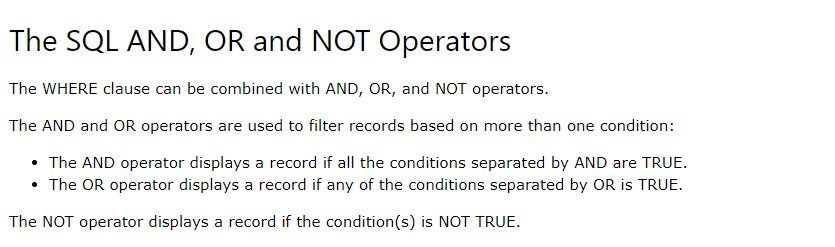 The SQL AND, OR and NOT Operators
The WHERE clause can be combined with AND, OR, and NOT operators.
The AND and OR operators are used to filter records based on more than one condition:
• The AND operator displays a record if all the conditions separated by AND are TRUE.
• The OR operator displays a record if any of the conditions separated by OR is TRUE.
The NOT operator displays a record if the condition(s) is NOT TRUE.